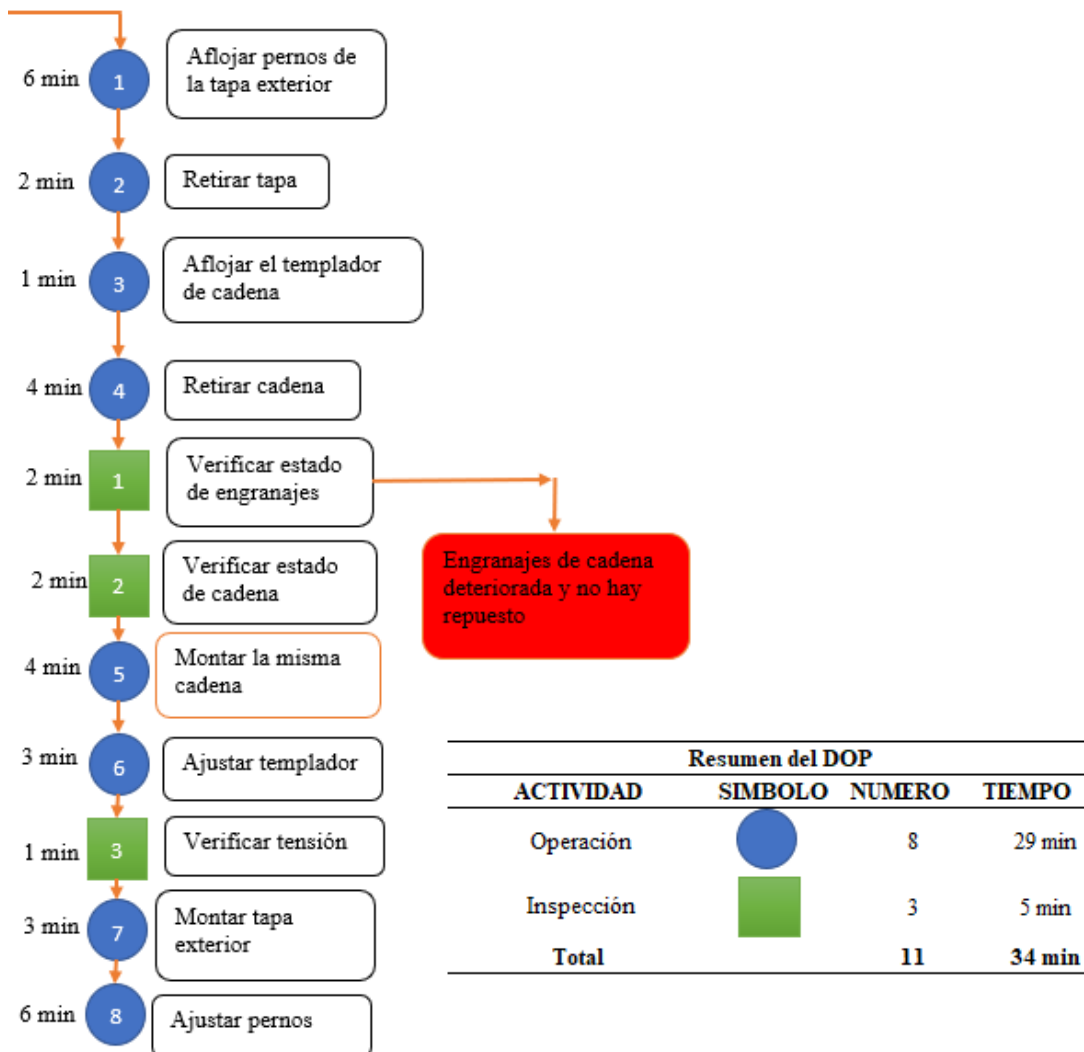 6 min
1
Aflojar pernos de
la tapa exterior
2 min
2
Retirar tapa
1 min
3
Aflojar el templador
de cadena
4 min
4
Retirar cadena
2 min
1
Verificar estado
de engranajes
Engranajes de cadena
deteriorada y no hay
repuesto
2 min
2
Verificar estado
de cadena
4 min
5
Montar la misma
cadena
3 min
6
Ajustar templador
1 min
3
Verificar tensión
3 min
7
Montar tapa
exterior
6 min
8
Ajustar pernos
Resumen del DOP
ACTIVIDAD SIMBOLO NUMERO TIEMPO
Operación 8 29 min
Inspección 3 5 min
Total 11 34 min